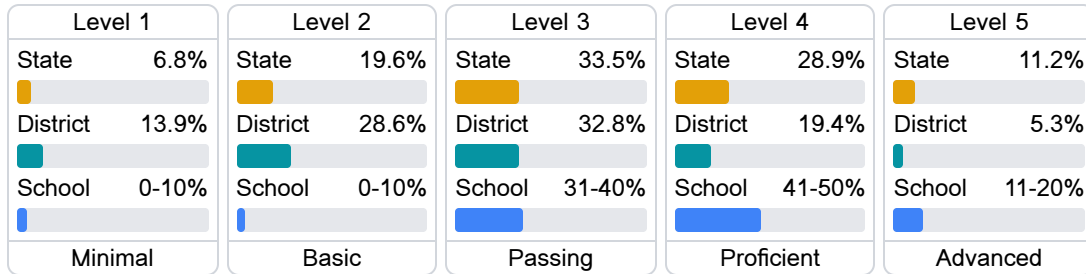 Level 1
State 6.8%
District 13.9%
School 0-10%
Minimal
Level 2
State 19.6%
District 28.6%
School 0-10%
Basic
Level 3
State 33.5%
District 32.8%
School 31-40%
Passing
Level 4
State 28.9%
District 19.4%
School 41-50%
Proficient
Level 5
State 11.2%
District 5.3%
School 11-20%
Advanced